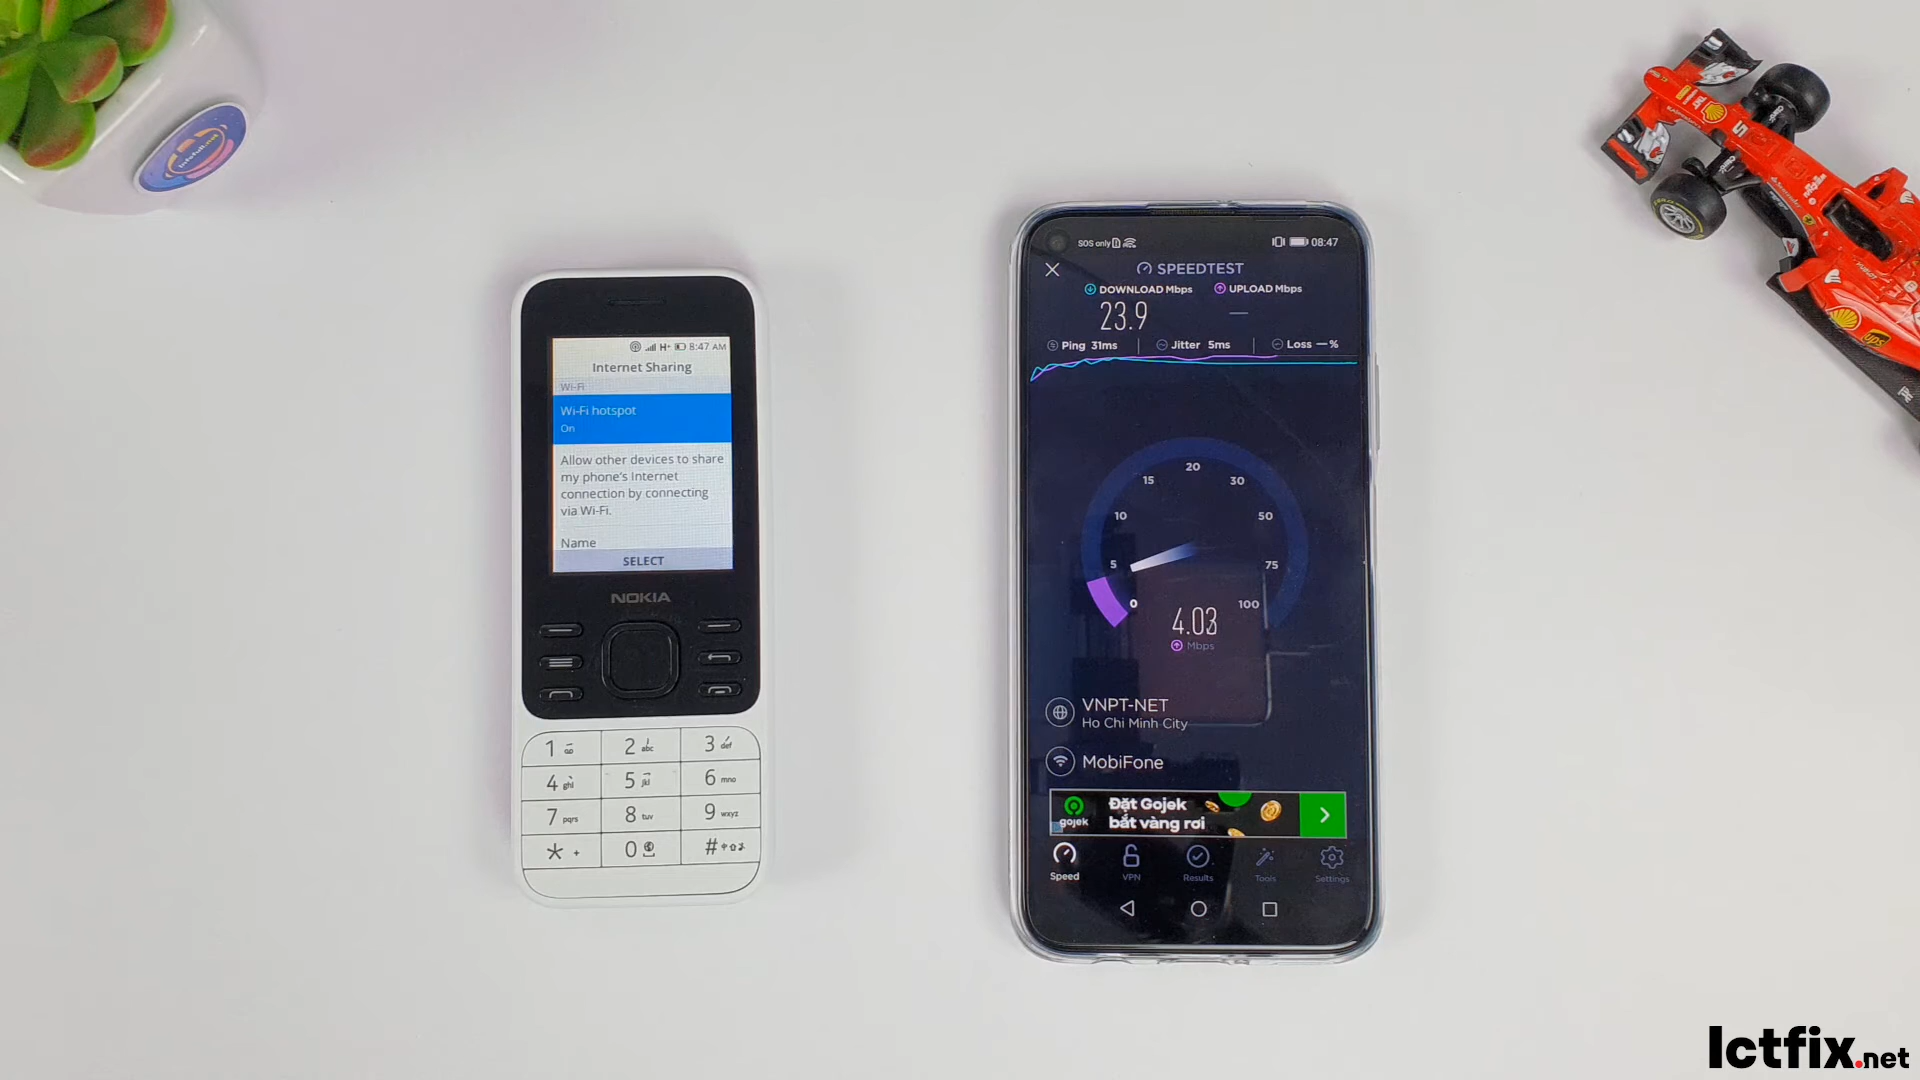 infofull.net
H+ 8:47 AM
Internet Sharing
Wi-Fi
Wi-Fi hotspot
On
Allow other devices to share
my phone's Internet
connection by connecting
via Wi-Fi.
Name
SELECT
NOKIA
1
2 abc
3 def
4 ghi
5 jkl
6 mno
7 pqrs
8 tuv
9 wxyz
* +
0
#
SOS only
08:47
SPEEDTEST
DOWNLOAD Mbps
UPLOAD Mbps
23.9
—
Ping 31ms
Jitter 5ms
Loss — %
0
5
10
15
20
30
50
75
100
4.03
Mbps
VNPT-NET
Ho Chi Minh City
MobiFone
gojek
Đặt Gojek
bắt vàng rơi
Speed
VPN
Results
Tools
Settings
5
ups
Ictfix.net